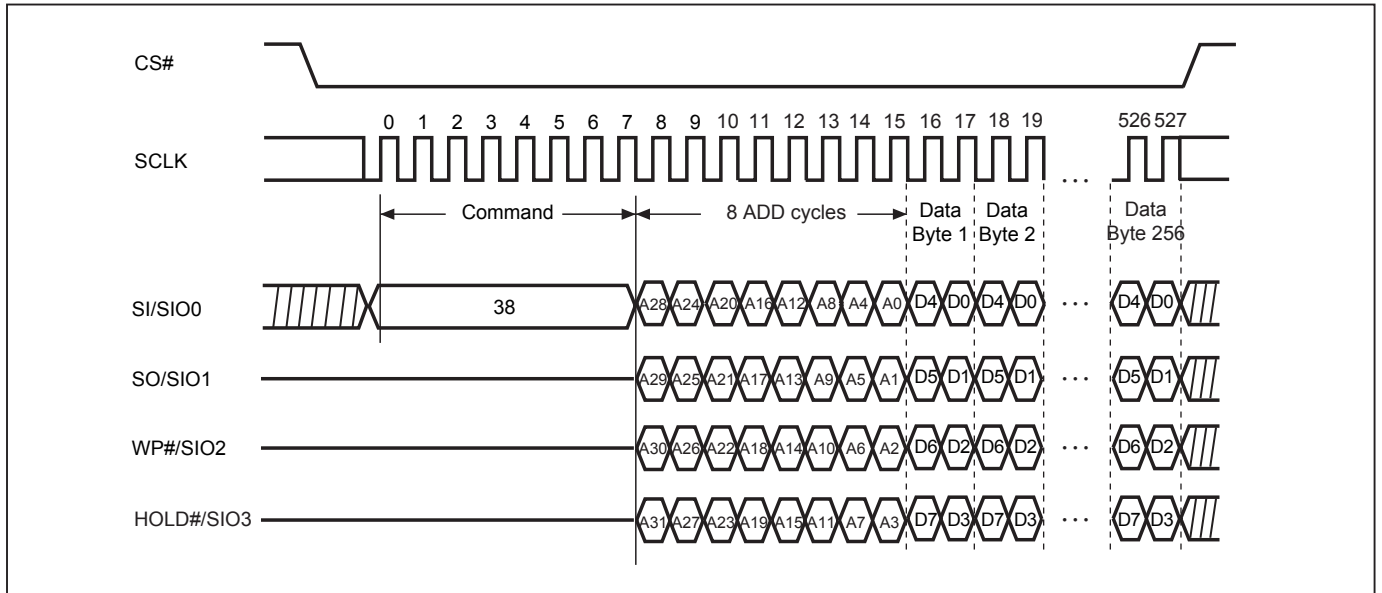 CS#
0 1 2 3 4 5 6 7 8 9 10 11 12 13 14 15 16 17 18 19 526 527
SCLK
...
Command 8 ADD cycles Data Data Data
Byte 1 Byte 2 Byte 256
SI/SIO0 38 A28 A24 A20 A16 A12 A8 A4 A0 D4 D0 D4 D0 ... D4 D0
SO/SIO1 A29 A25 A21 A17 A13 A9 A5 A1 D5 D1 D5 D1 ... D5 D1
WP#/SIO2 A30 A26 A22 A18 A14 A10 A6 A2 D6 D2 D6 D2 ... D6 D2
HOLD#/SIO3 A31 A27 A23 A19 A15 A11 A7 A3 D7 D3 D7 D3 ... D7 D3